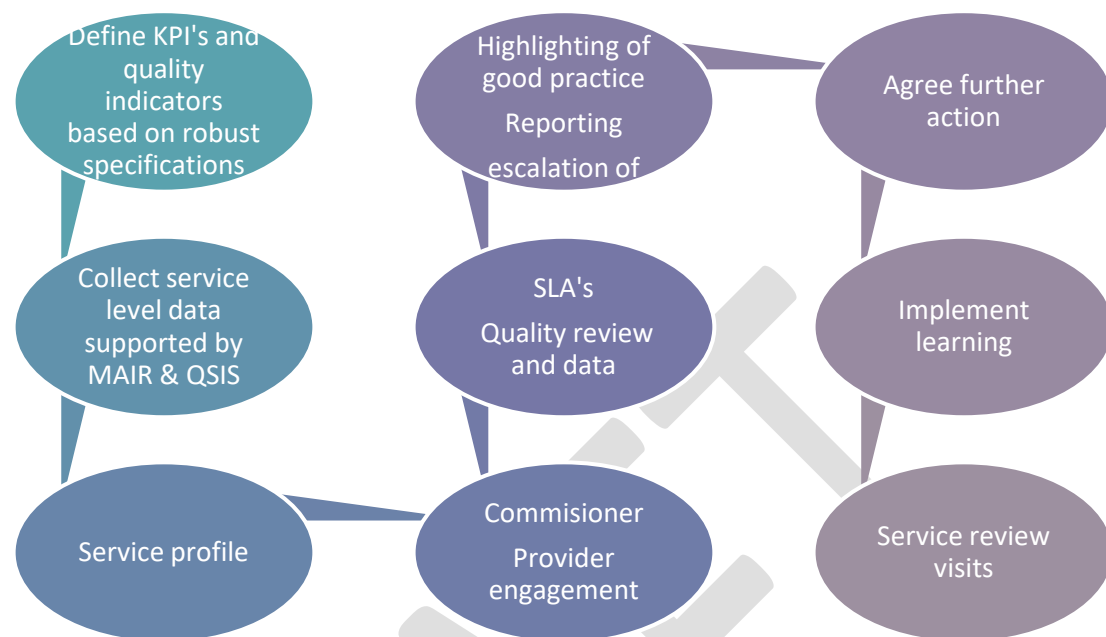 Define KPI's and
quality
indicators
based on robust
specifications
Collect service
level data
supported by
MAIR & QSIS
Service profile
Commisioner
Provider
engagement
SLA's
Quality review
and data
Highlighting of
good practice
Reporting
escalation of
Agree further
action
Implement
learning
Service review
visits